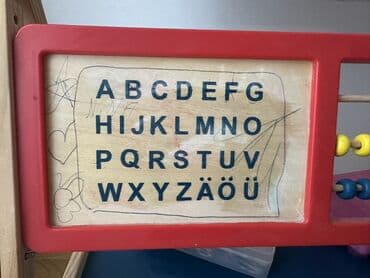 ABCDEFG
HIJKLMNO
PQRSTUV
WXYZÄÖÜ